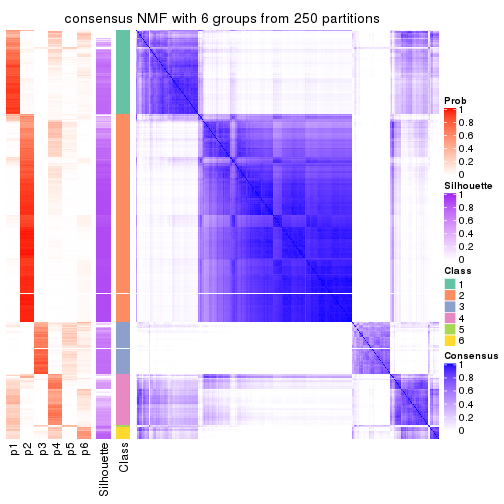 consensus NMF with 6 groups from 250 partitions
Prob
1
0.8
0.6
0.4
0.2
0
Silhouette
1
0.8
0.6
0.4
0.2
0
Class
1
2
3
4
5
6
Consensus
1
0.8
0.6
0.4
0.2
0
p1
p2
p3
p4
p5
p6
Silhouette
Class